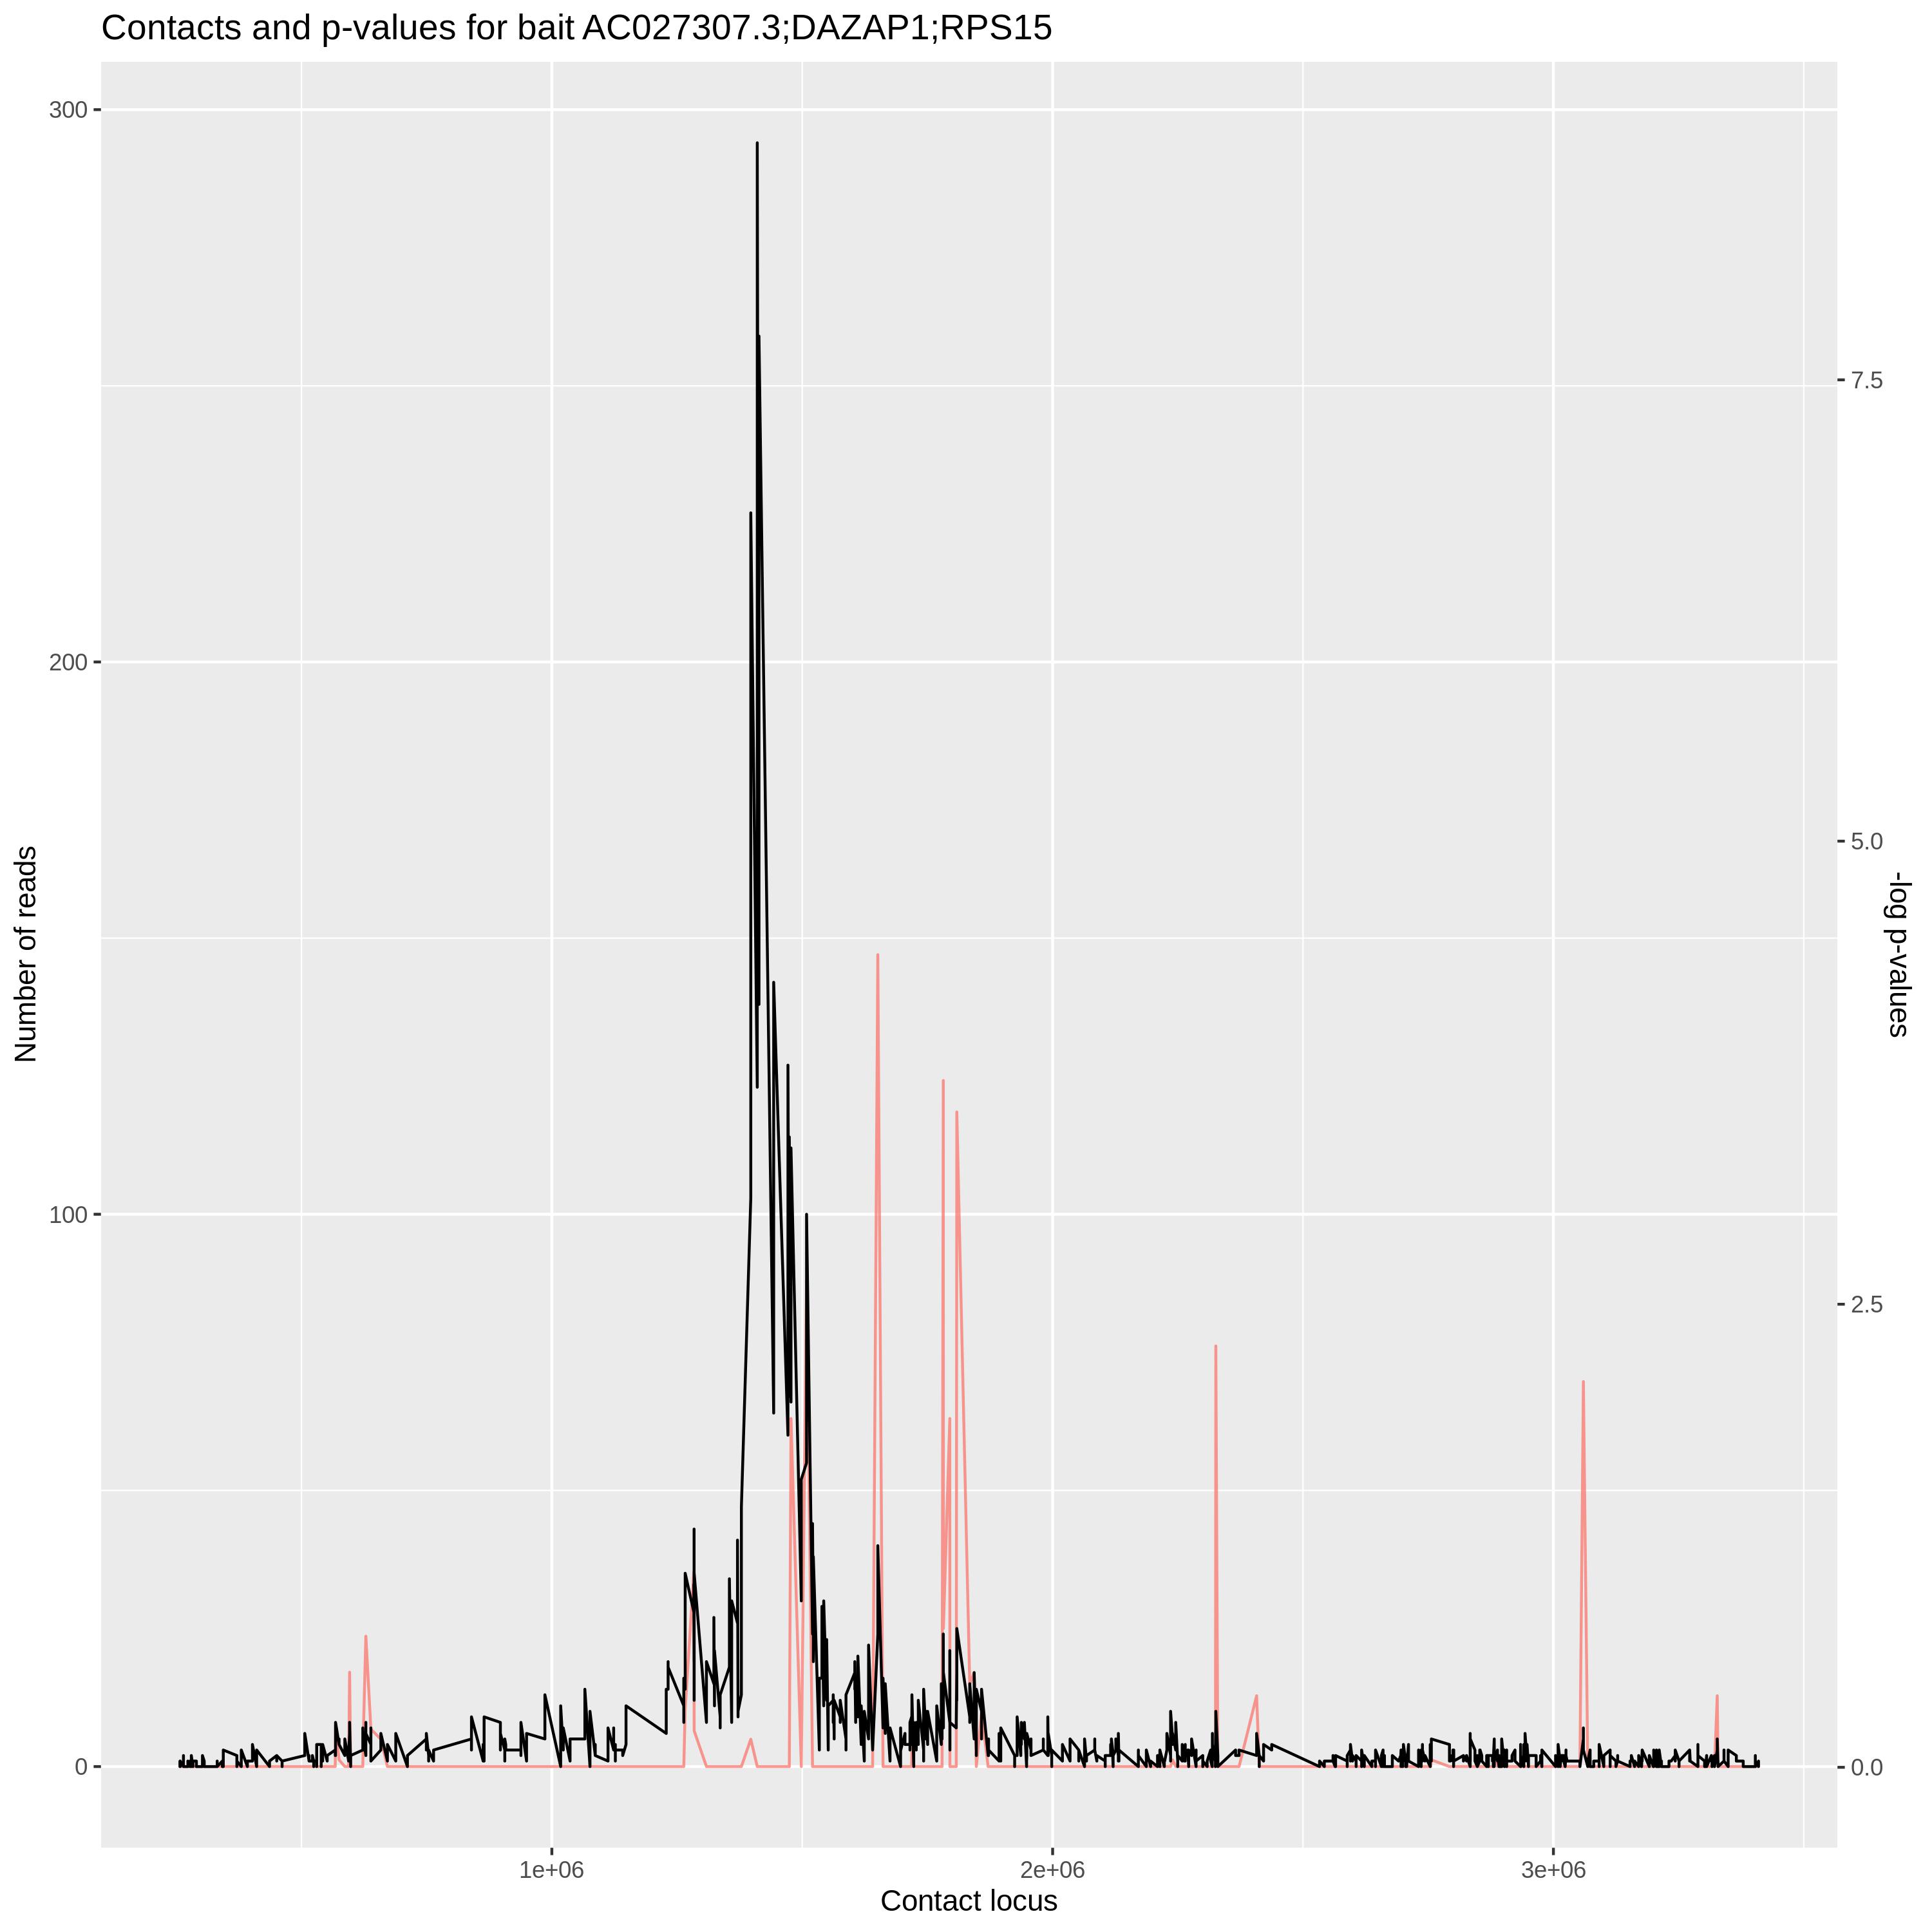 Contacts and p-values for bait AC027307.3;DAZAP1;RPS15
300
200
100
0
Number of reads
7.5
5.0
2.5
0.0
-log p-values
1e+06
2e+06
3e+06
Contact locus